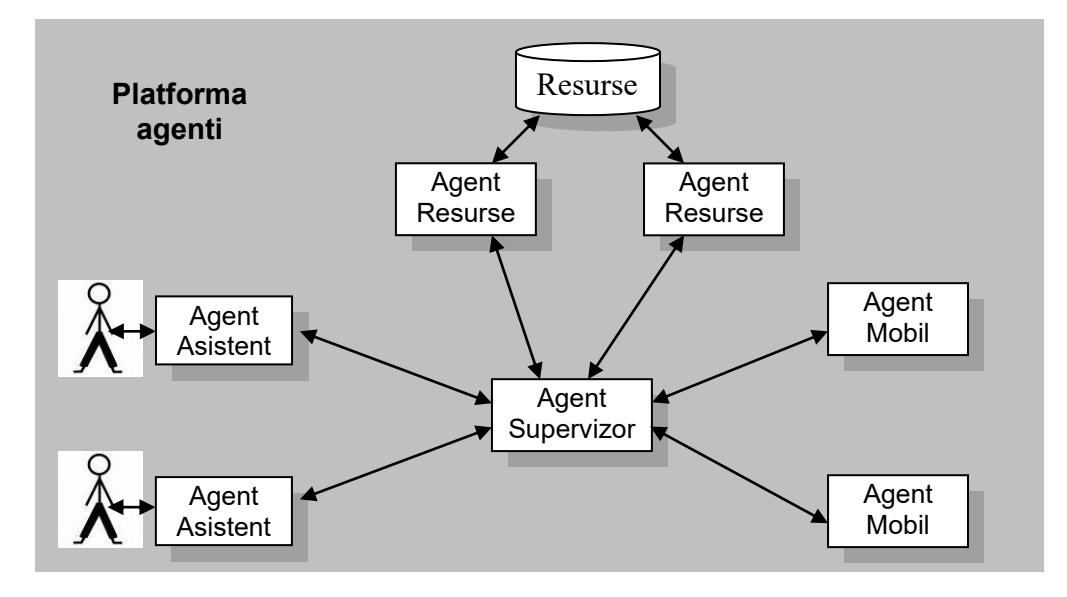 Platforma
agenti
Resurse
Agent
Resurse
Agent
Resurse
Agent
Asistent
Agent
Mobil
Agent
Supervizor
Agent
Asistent
Agent
Mobil